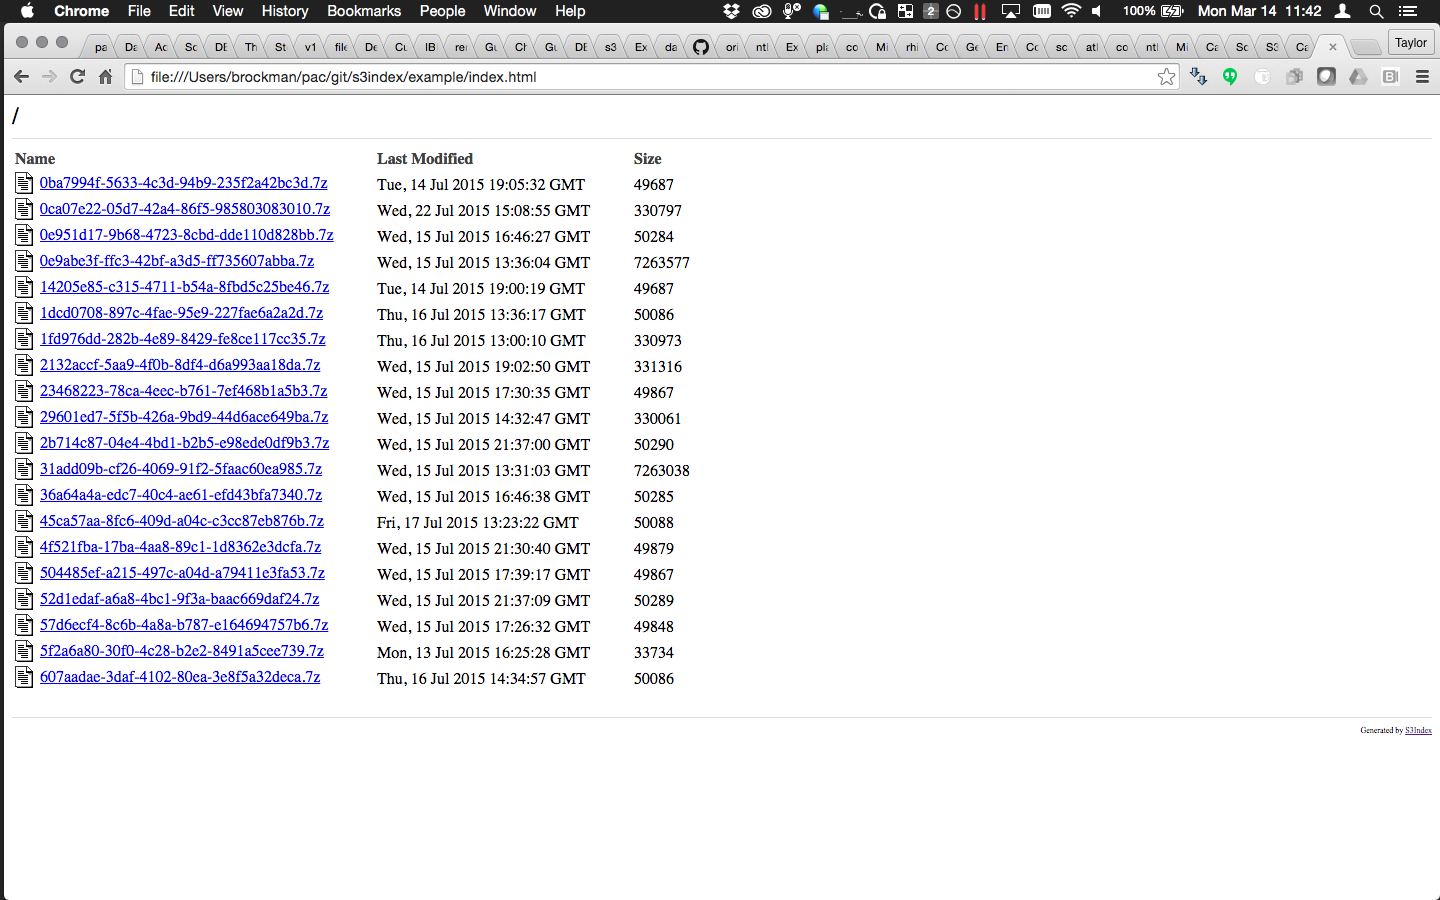 Chrome File Edit View History Bookmarks People Window Help 2 100% Mon Mar 14 11:42
pa Da Ac Sc DE Th St v1 file De Cu IB rer Gu Ch Gu DE s3 Ex da ori ntl Ex pla co Mi rhi Cc Ge En Cc sc atl co ntl Mi Ca Sc S3 Ca Taylor
file:///Users/brockman/pac/git/s3index/example/index.html
/
Name Last Modified Size
0ba7994f-5633-4c3d-94b9-235f2a42bc3d.7z Tue, 14 Jul 2015 19:05:32 GMT 49687
0ca07e22-05d7-42a4-86f5-985803083010.7z Wed, 22 Jul 2015 15:08:55 GMT 330797
0e951d17-9b68-4723-8cbd-dde110d828bb.7z Wed, 15 Jul 2015 16:46:27 GMT 50284
0e9abe3f-ffc3-42bf-a3d5-ff735607abba.7z Wed, 15 Jul 2015 13:36:04 GMT 7263577
14205e85-c315-4711-b54a-8fbd5c25be46.7z Tue, 14 Jul 2015 19:00:19 GMT 49687
1dcd0708-897c-4fae-95e9-227fae6a2a2d.7z Thu, 16 Jul 2015 13:36:17 GMT 50086
1fd976dd-282b-4e89-8429-fe8ce117cc35.7z Thu, 16 Jul 2015 13:00:10 GMT 330973
2132accf-5aa9-4f0b-8df4-d6a993aa18da.7z Wed, 15 Jul 2015 19:02:50 GMT 331316
23468223-78ca-4eec-b761-7ef468b1a5b3.7z Wed, 15 Jul 2015 17:30:35 GMT 49867
29601ed7-5f5b-426a-9bd9-44d6ace649ba.7z Wed, 15 Jul 2015 14:32:47 GMT 330061
2b714c87-04e4-4bd1-b2b5-e98ede0df9b3.7z Wed, 15 Jul 2015 21:37:00 GMT 50290
31add09b-cf26-4069-91f2-5faac60ea985.7z Wed, 15 Jul 2015 13:31:03 GMT 7263038
36a64a4a-edc7-40c4-ae61-efd43bfa7340.7z Wed, 15 Jul 2015 16:46:38 GMT 50285
45ca57aa-8fc6-409d-a04c-c3cc87eb876b.7z Fri, 17 Jul 2015 13:23:22 GMT 50088
4f521fba-17ba-4aa8-89c1-1d8362e3dcfa.7z Wed, 15 Jul 2015 21:30:40 GMT 49879
504485ef-a215-497c-a04d-a79411e3fa53.7z Wed, 15 Jul 2015 17:39:17 GMT 49867
52d1edaf-a6a8-4bc1-9f3a-baac669daf24.7z Wed, 15 Jul 2015 21:37:09 GMT 50289
57d6ecf4-8c6b-4a8a-b787-e164694757b6.7z Wed, 15 Jul 2015 17:26:32 GMT 49848
5f2a6a80-30f0-4c28-b2e2-8491a5cee739.7z Mon, 13 Jul 2015 16:25:28 GMT 33734
607aadae-3daf-4102-80ea-3e8f5a32deca.7z Thu, 16 Jul 2015 14:34:57 GMT 50086
Generated by S3Index